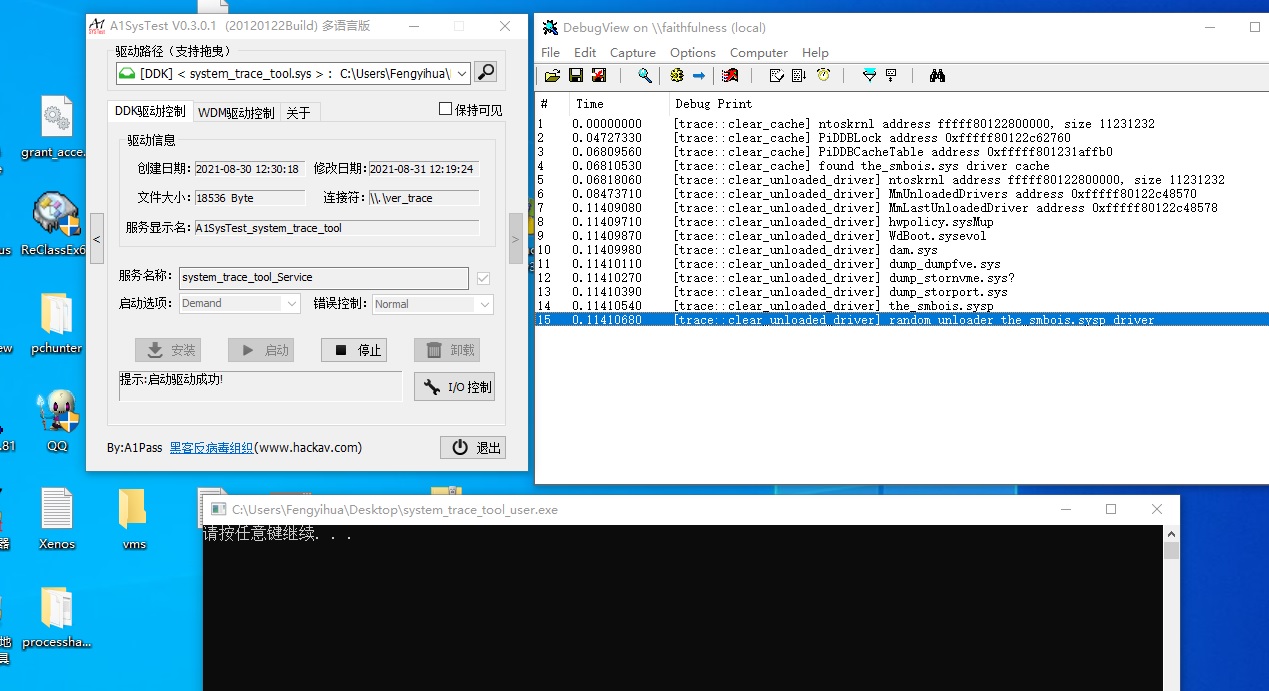 A1SysTest V0.3.0.1 (20120122Build) 多语言版
驱动路径（支持拖曳）
[DDK] < system_trace_tool.sys > : C:\Users\Fengyihua\
DDK驱动控制 WDM驱动控制 关于 保持可见
驱动信息
创建日期: 2021-08-30 12:30:18 修改日期: 2021-08-31 12:19:24
文件大小: 18536 Byte 连接符: \\.\ver_trace
服务显示名: A1SysTest_system_trace_tool
< >
服务名称: system_trace_tool_Service
启动选项: Demand 错误控制: Normal
安装 启动 停止 卸载
提示:启动驱动成功!
I/O 控制
By:A1Pass 黑客反病毒组织(www.hackav.com) 退出
DebugView on \\faithfulness (local)
File Edit Capture Options Computer Help
# Time Debug Print
1 0.00000000 [trace::clear_cache] ntoskrnl address fffff80122800000, size 11231232
2 0.04727330 [trace::clear_cache] PiDDBLock address 0xfffff80122c62760
3 0.06809560 [trace::clear_cache] PiDDBCacheTable address 0xfffff801231affb0
4 0.06810530 [trace::clear_cache] found the_smbois.sys driver cache
5 0.06818060 [trace::clear_unloaded_driver] ntoskrnl address fffff80122800000, size 11231232
6 0.08473710 [trace::clear_unloaded_driver] MmUnloadedDrivers address 0xfffff80122c48570
7 0.11409080 [trace::clear_unloaded_driver] MmLastUnloadedDriver address 0xfffff80122c48578
8 0.11409710 [trace::clear_unloaded_driver] hwpolicy.sysMup
9 0.11409870 [trace::clear_unloaded_driver] WdBoot.sysevol
10 0.11409980 [trace::clear_unloaded_driver] dam.sys
11 0.11410110 [trace::clear_unloaded_driver] dump_dumpfve.sys
12 0.11410270 [trace::clear_unloaded_driver] dump_stornvme.sys?
13 0.11410390 [trace::clear_unloaded_driver] dump_storport.sys
14 0.11410540 [trace::clear_unloaded_driver] the_smbois.sysp
15 0.11410680 [trace::clear_unloaded_driver] random unloader the_smbois.sysp driver
grant_acce...
us
ReClassEx6
ew
pchunter
.81
QQ
器
Xenos
vms
地
具
processha...
C:\Users\Fengyihua\Desktop\system_trace_tool_user.exe
请按任意键继续. . .